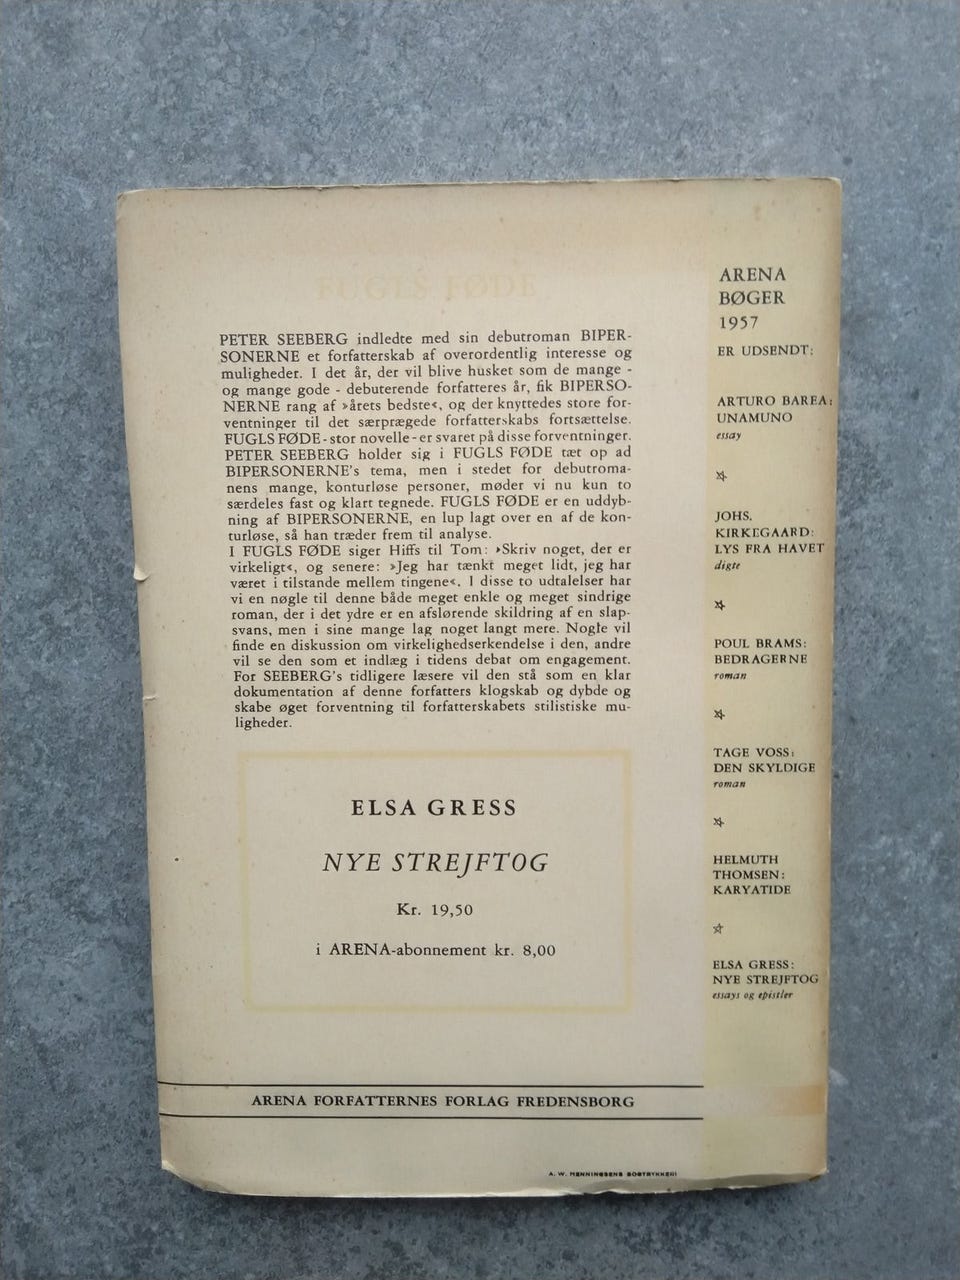 FUGLS FØDE
PETER SEEBERG indledte med sin debutroman BIPER-
SONERNE et forfatterskab af overordentlig interesse og
muligheder. I det år, der vil blive husket som de mange -
og mange gode - debuterende forfatteres år, fik BIPERSO-
NERNE rang af »årets bedste«, og der knyttedes store for-
ventninger til det særprægede forfatterskabs fortsættelse.
FUGLS FØDE - stor novelle - er svaret på disse forventninger.
PETER SEEBERG holder sig i FUGLS FØDE tæt op ad
BIPERSONERNE's tema, men i stedet for debutroma-
nens mange, konturløse personer, møder vi nu kun to
særdeles fast og klart tegnede. FUGLS FØDE er en uddyb-
ning af BIPERSONERNE, en lup lagt over en af de kon-
turløse, så han træder frem til analyse.
I FUGLS FØDE siger Hiffs til Tom: »Skriv noget, der er
virkeligt«, og senere: »Jeg har tænkt meget lidt, jeg har
været i tilstande mellem tingene«. I disse to udtalelser har
vi en nøgle til denne både meget enkle og meget sindrige
roman, der i det ydre er en afslørende skildring af en slap-
svans, men i sine mange lag noget langt mere. Nogle vil
finde en diskussion om virkelighedserkendelse i den, andre
vil se den som et indlæg i tidens debat om engagement.
For SEEBERG's tidligere læsere vil den stå som en klar
dokumentation af denne forfatters klogskab og dybde og
skabe øget forventning til forfatterskabets stilistiske mu-
ligheder.
ELSA GRESS
NYE STREJFTOG
Kr. 19,50
i ARENA-abonnement kr. 8,00
ARENA FORFATTERNES FORLAG FREDENSBORG
A. W. HENNINGSENS BOGTRYKKERI
ARENA
BØGER
1957
ER UDSENDT:
ARTURO BAREA:
UNAMUNO
essay
JOHS.
KIRKEGAARD:
LYS FRA HAVET
digte
POUL BRAMS:
BEDRAGERNE
roman
TAGE VOSS:
DEN SKYLDIGE
roman
HELMUTH
THOMSEN:
KARYATIDE
ELSA GRESS:
NYE STREJFTOG
essays og epistler